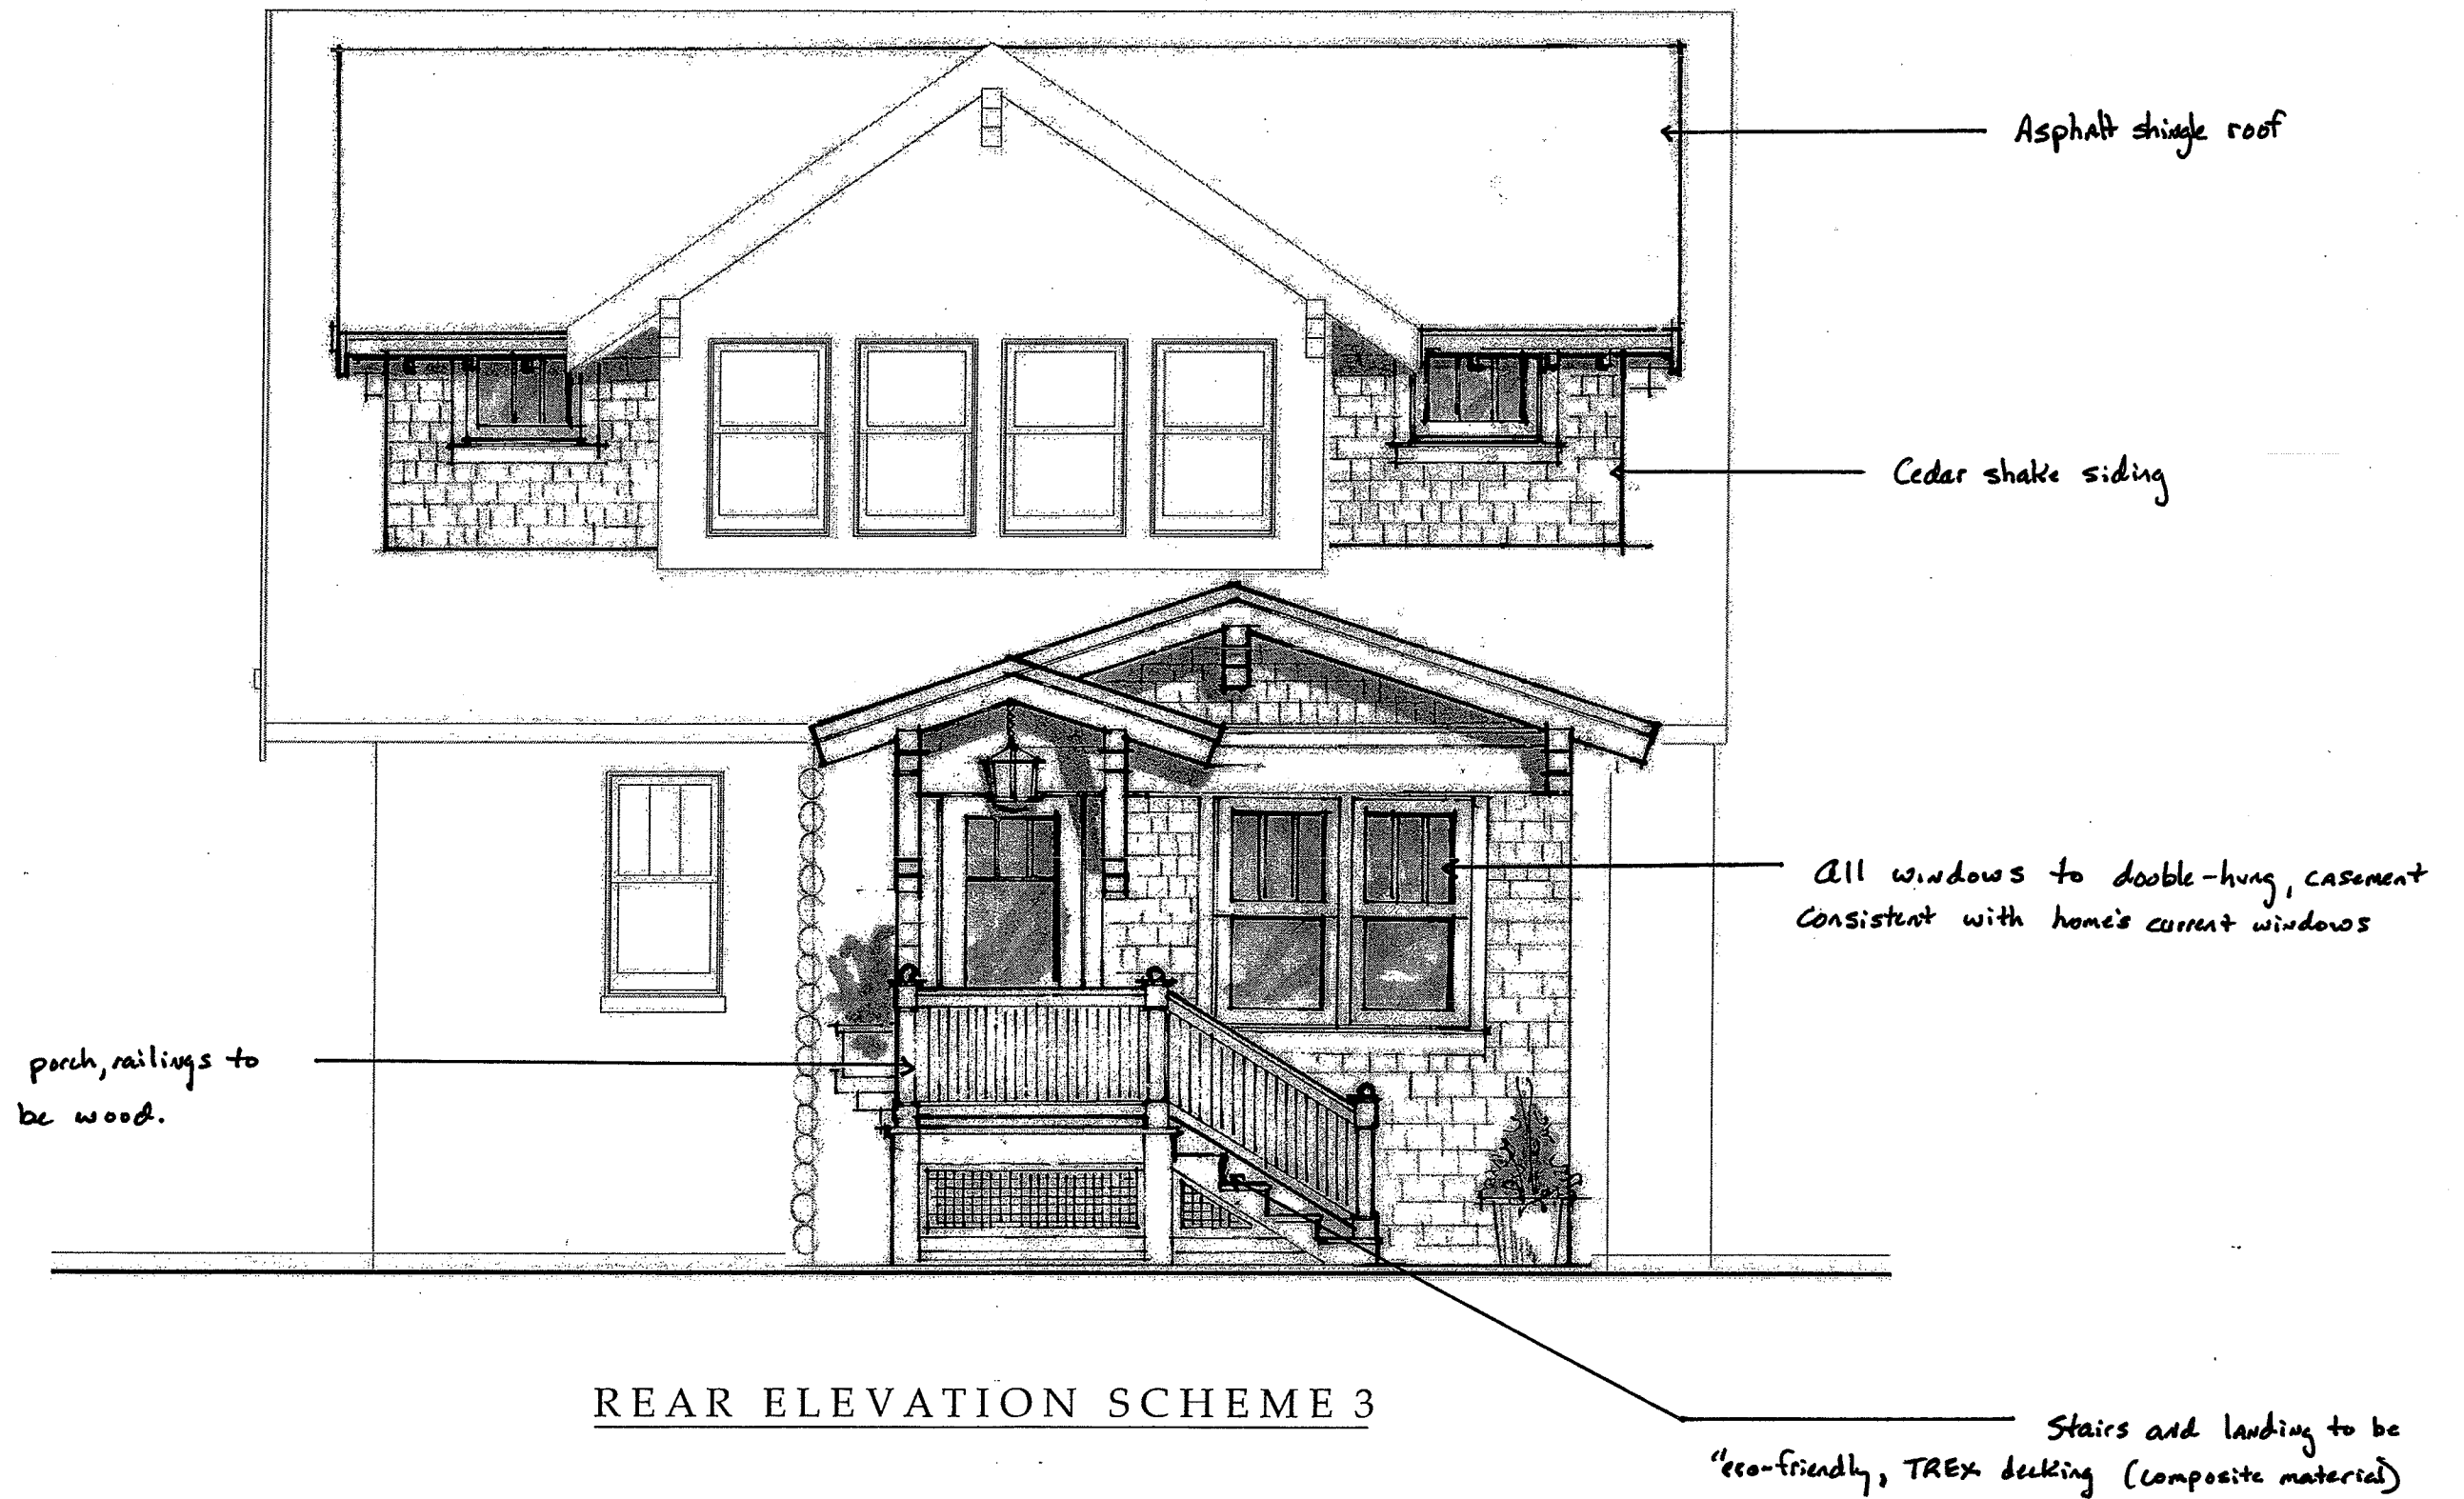 Asphalt shingle roof
Cedar shake siding
All windows to double-hung, casement
consistent with home's current windows
porch, railings to
be wood.
REAR ELEVATION SCHEME 3
Stairs and landing to be
"eco-friendly, TREX decking (composite material)